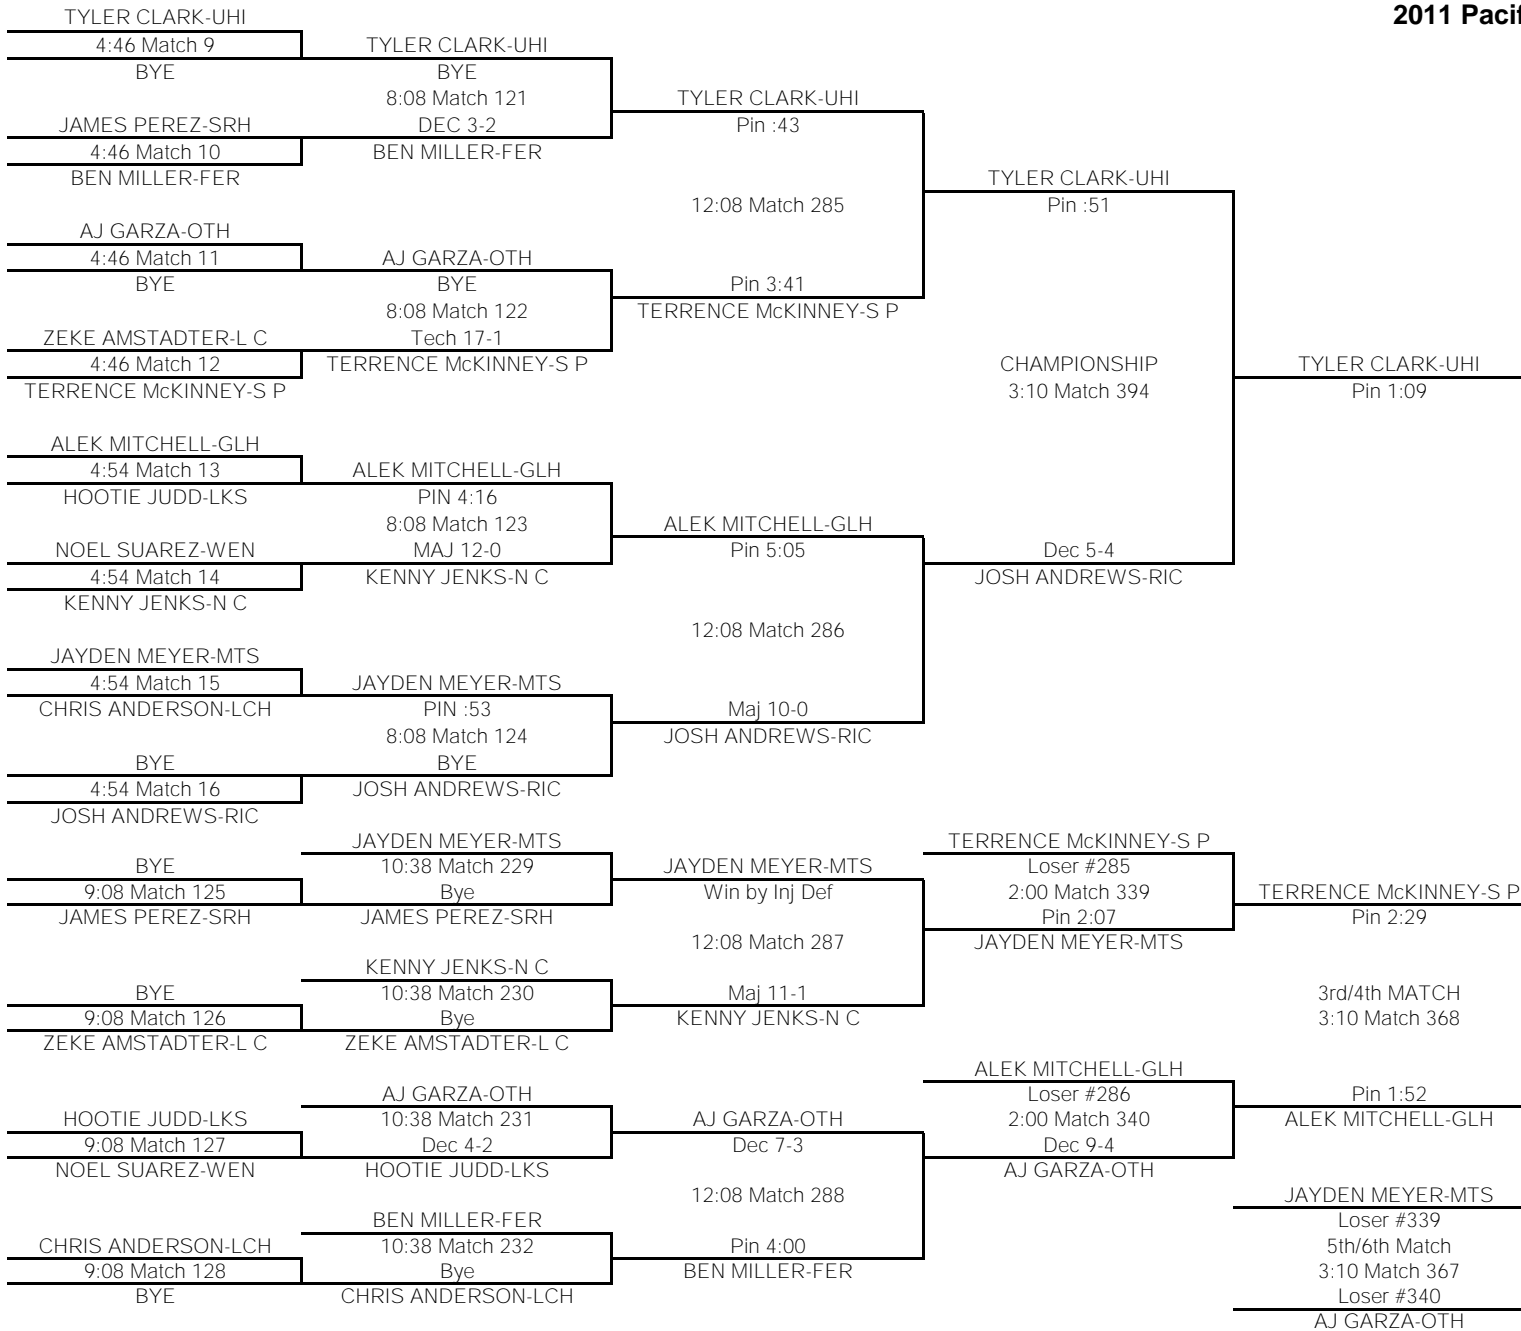 2011 Pacif
TYLER CLARK-UHI
4:46 Match 9
BYE
JAMES PEREZ-SRH
4:46 Match 10
BEN MILLER-FER
AJ GARZA-OTH
4:46 Match 11
BYE
ZEKE AMSTADTER-L C
4:46 Match 12
TERRENCE McKINNEY-S P
ALEK MITCHELL-GLH
4:54 Match 13
HOOTIE JUDD-LKS
NOEL SUAREZ-WEN
4:54 Match 14
KENNY JENKS-N C
JAYDEN MEYER-MTS
4:54 Match 15
CHRIS ANDERSON-LCH
BYE
4:54 Match 16
JOSH ANDREWS-RIC
TYLER CLARK-UHI
BYE
8:08 Match 121
DEC 3-2
BEN MILLER-FER
AJ GARZA-OTH
BYE
8:08 Match 122
Tech 17-1
TERRENCE McKINNEY-S P
ALEK MITCHELL-GLH
PIN 4:16
8:08 Match 123
MAJ 12-0
KENNY JENKS-N C
JAYDEN MEYER-MTS
PIN :53
8:08 Match 124
BYE
JOSH ANDREWS-RIC
TYLER CLARK-UHI
Pin :43
12:08 Match 285
Pin 3:41
TERRENCE McKINNEY-S P
ALEK MITCHELL-GLH
Pin 5:05
12:08 Match 286
Maj 10-0
JOSH ANDREWS-RIC
TYLER CLARK-UHI
Pin :51
CHAMPIONSHIP
3:10 Match 394
Dec 5-4
JOSH ANDREWS-RIC
TYLER CLARK-UHI
Pin 1:09
BYE
9:08 Match 125
JAMES PEREZ-SRH
BYE
9:08 Match 126
ZEKE AMSTADTER-L C
HOOTIE JUDD-LKS
9:08 Match 127
NOEL SUAREZ-WEN
CHRIS ANDERSON-LCH
9:08 Match 128
BYE
JAYDEN MEYER-MTS
10:38 Match 229
Bye
JAMES PEREZ-SRH
KENNY JENKS-N C
10:38 Match 230
Bye
ZEKE AMSTADTER-L C
AJ GARZA-OTH
10:38 Match 231
Dec 4-2
HOOTIE JUDD-LKS
BEN MILLER-FER
10:38 Match 232
Bye
CHRIS ANDERSON-LCH
JAYDEN MEYER-MTS
Win by Inj Def
12:08 Match 287
Maj 11-1
KENNY JENKS-N C
AJ GARZA-OTH
Dec 7-3
12:08 Match 288
Pin 4:00
BEN MILLER-FER
TERRENCE McKINNEY-S P
Loser #285
2:00 Match 339
Pin 2:07
JAYDEN MEYER-MTS
ALEK MITCHELL-GLH
Loser #286
2:00 Match 340
Dec 9-4
AJ GARZA-OTH
TERRENCE McKINNEY-S P
Pin 2:29
3rd/4th MATCH
3:10 Match 368
Pin 1:52
ALEK MITCHELL-GLH
JAYDEN MEYER-MTS
Loser #339
5th/6th Match
3:10 Match 367
Loser #340
AJ GARZA-OTH